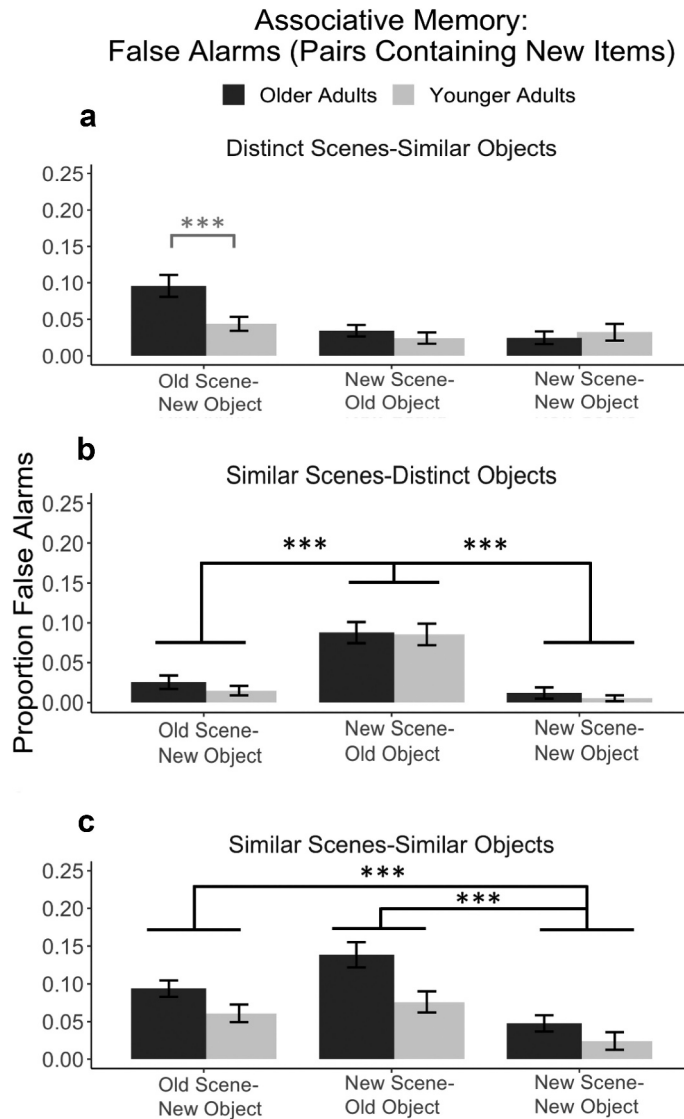 Associative Memory:
False Alarms (Pairs Containing New Items)
Older Adults Younger Adults
a
Distinct Scenes-Similar Objects
0.25
0.20
0.15
0.10
0.05
0.00
***
Old Scene-
New Object
New Scene-
Old Object
New Scene-
New Object
Proportion False Alarms
b
Similar Scenes-Distinct Objects
0.25
0.20
0.15
0.10
0.05
0.00
*** ***
Old Scene-
New Object
New Scene-
Old Object
New Scene-
New Object
c
Similar Scenes-Similar Objects
0.25
0.20
0.15
0.10
0.05
0.00
***
***
Old Scene-
New Object
New Scene-
Old Object
New Scene-
New Object